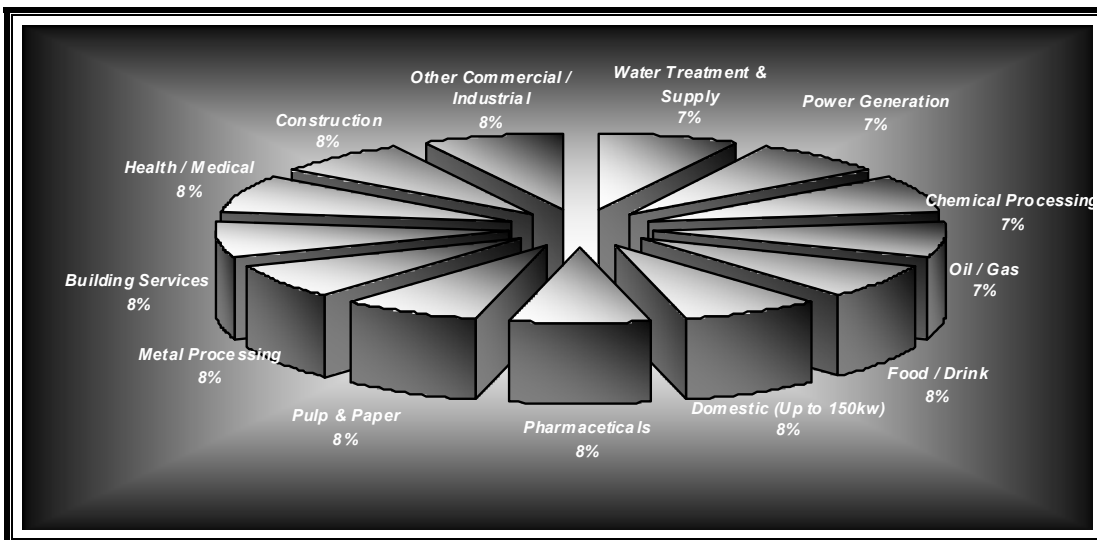 Other Commercial /
Industrial
8%
Water Treatment &
Supply
7%
Power Generation
7%
Chemical Processing
7%
Oil / Gas
7%
Food / Drink
8%
Domestic (Up to 150kw)
8%
Pharmaceticals
8%
Pulp & Paper
8%
Metal Processing
8%
Building Services
8%
Health / Medical
8%
Construction
8%